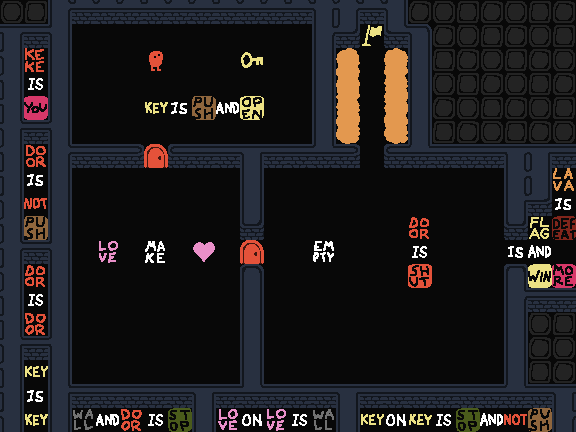 KEKE
IS
YOU
KEY IS PUSH AND OPEN
DOOR
IS
NOT
PUSH
DOOR
IS
DOOR
KEY
IS
KEY
LOVE MAKE
EMPTY
DOOR
IS
SHUT
LAVA
IS
FLAG DEFEAT
IS AND
WIN MORE
WALL AND DOOR IS STOP
LOVE ON LOVE IS WALL
KEY ON KEY IS STOP AND NOT PUSH